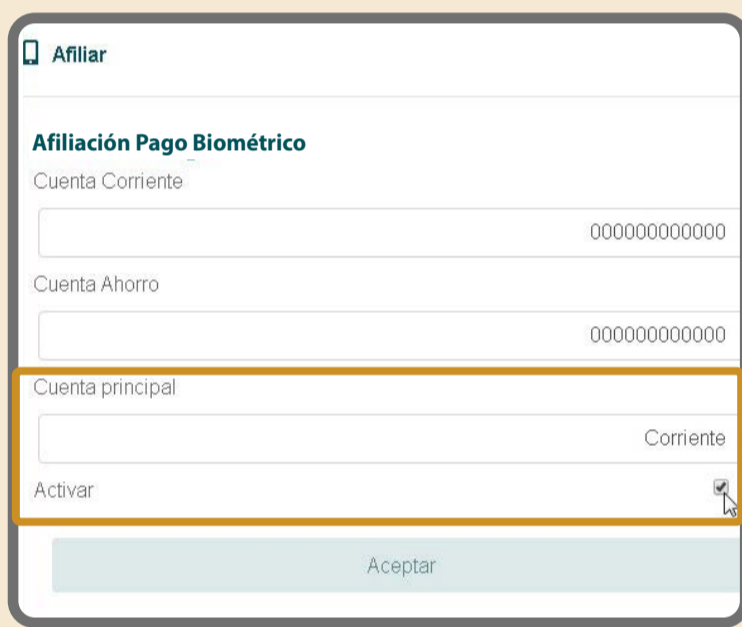 Afiliar
Afiliación Pago Biométrico
Cuenta Corriente
000000000000
Cuenta Ahorro
000000000000
Cuenta principal
Corriente
Activar
Aceptar